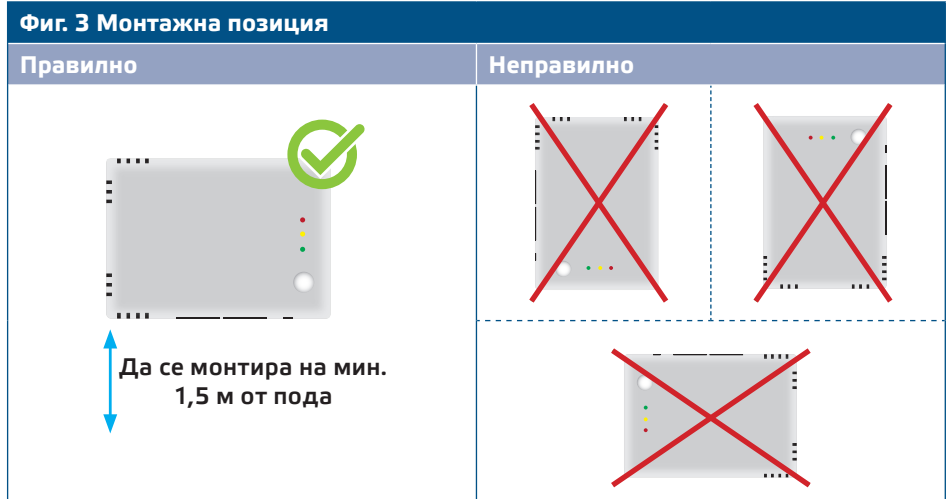 Фиг. 3 Монтажна позиция
Правилно
Неправилно
Да се монтира на мин.
1,5 м от пода